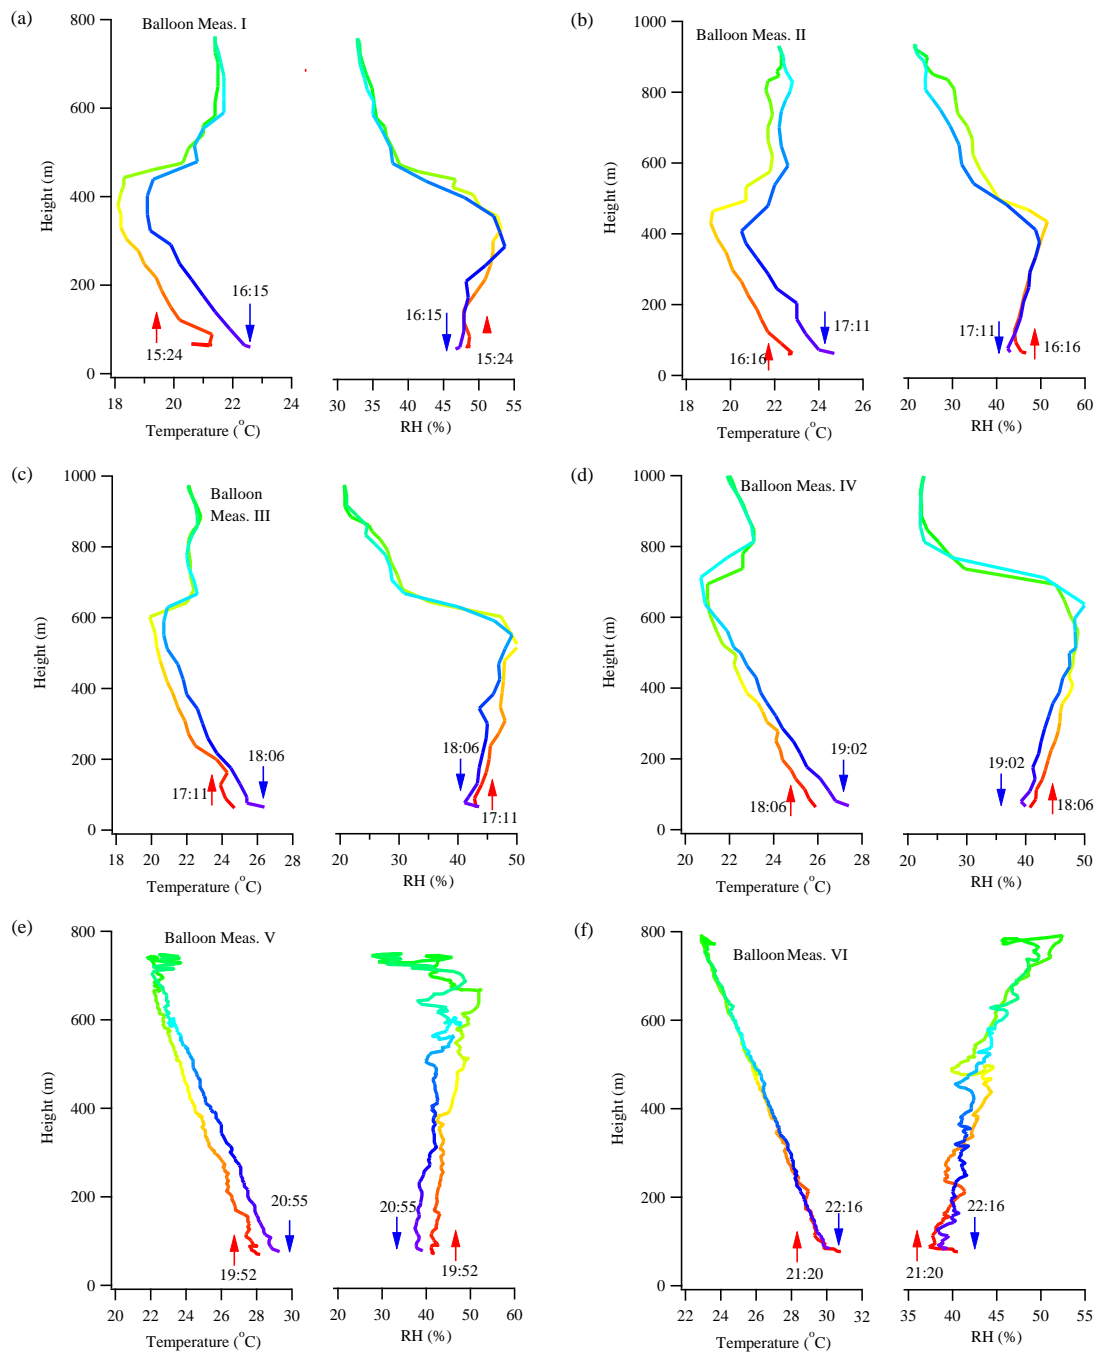 (a)
Balloon Meas. I
800
600
400
200
0
Height (m)
16:15
15:24
16:15
15:24
18 20 22 24
30 35 40 45 50 55
Temperature (°C)
RH (%)
(b)
Balloon Meas. II
1000
800
600
400
200
0
Height (m)
17:11
16:16
17:11
16:16
18 20 22 24 26
20 30 40 50 60
Temperature (°C)
RH (%)
(c)
Balloon
Meas. III
1000
800
600
400
200
0
Height (m)
18:06
17:11
18:06
17:11
18 20 22 24 26 28
20 30 40 50
Temperature (°C)
RH (%)
(d)
Balloon Meas. IV
1000
800
600
400
200
0
Height (m)
19:02
18:06
19:02
18:06
20 22 24 26 28
20 30 40 50
Temperature (°C)
RH (%)
(e)
Balloon Meas. V
800
600
400
200
0
Height (m)
20:55
19:52
20:55
19:52
20 22 24 26 28 30
20 30 40 50 60
Temperature (°C)
RH (%)
(f)
Balloon Meas. VI
800
600
400
200
0
Height (m)
22:16
21:20
22:16
21:20
22 24 26 28 30 32
35 40 45 50 55
Temperature (°C)
RH (%)